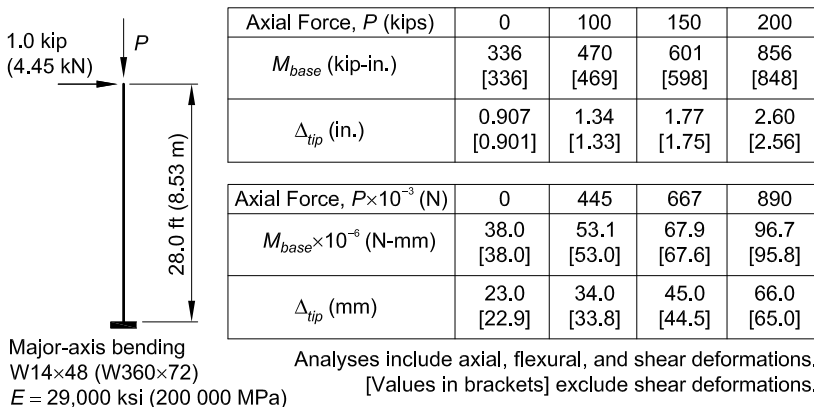 1.0 kip
(4.45 kN)
P
28.0 ft (8.53 m)
Major-axis bending
W14×48 (W360×72)
E = 29,000 ksi (200 000 MPa)
Axial Force, P (kips) 0 100 150 200
M_base (kip-in.) 336 470 601 856
[336] [469] [598] [848]
Δ_tip (in.) 0.907 1.34 1.77 2.60
[0.901] [1.33] [1.75] [2.56]
Axial Force, P×10⁻³ (N) 0 445 667 890
M_base×10⁻⁶ (N-mm) 38.0 53.1 67.9 96.7
[38.0] [53.0] [67.6] [95.8]
Δ_tip (mm) 23.0 34.0 45.0 66.0
[22.9] [33.8] [44.5] [65.0]
Analyses include axial, flexural, and shear deformations.
[Values in brackets] exclude shear deformations.